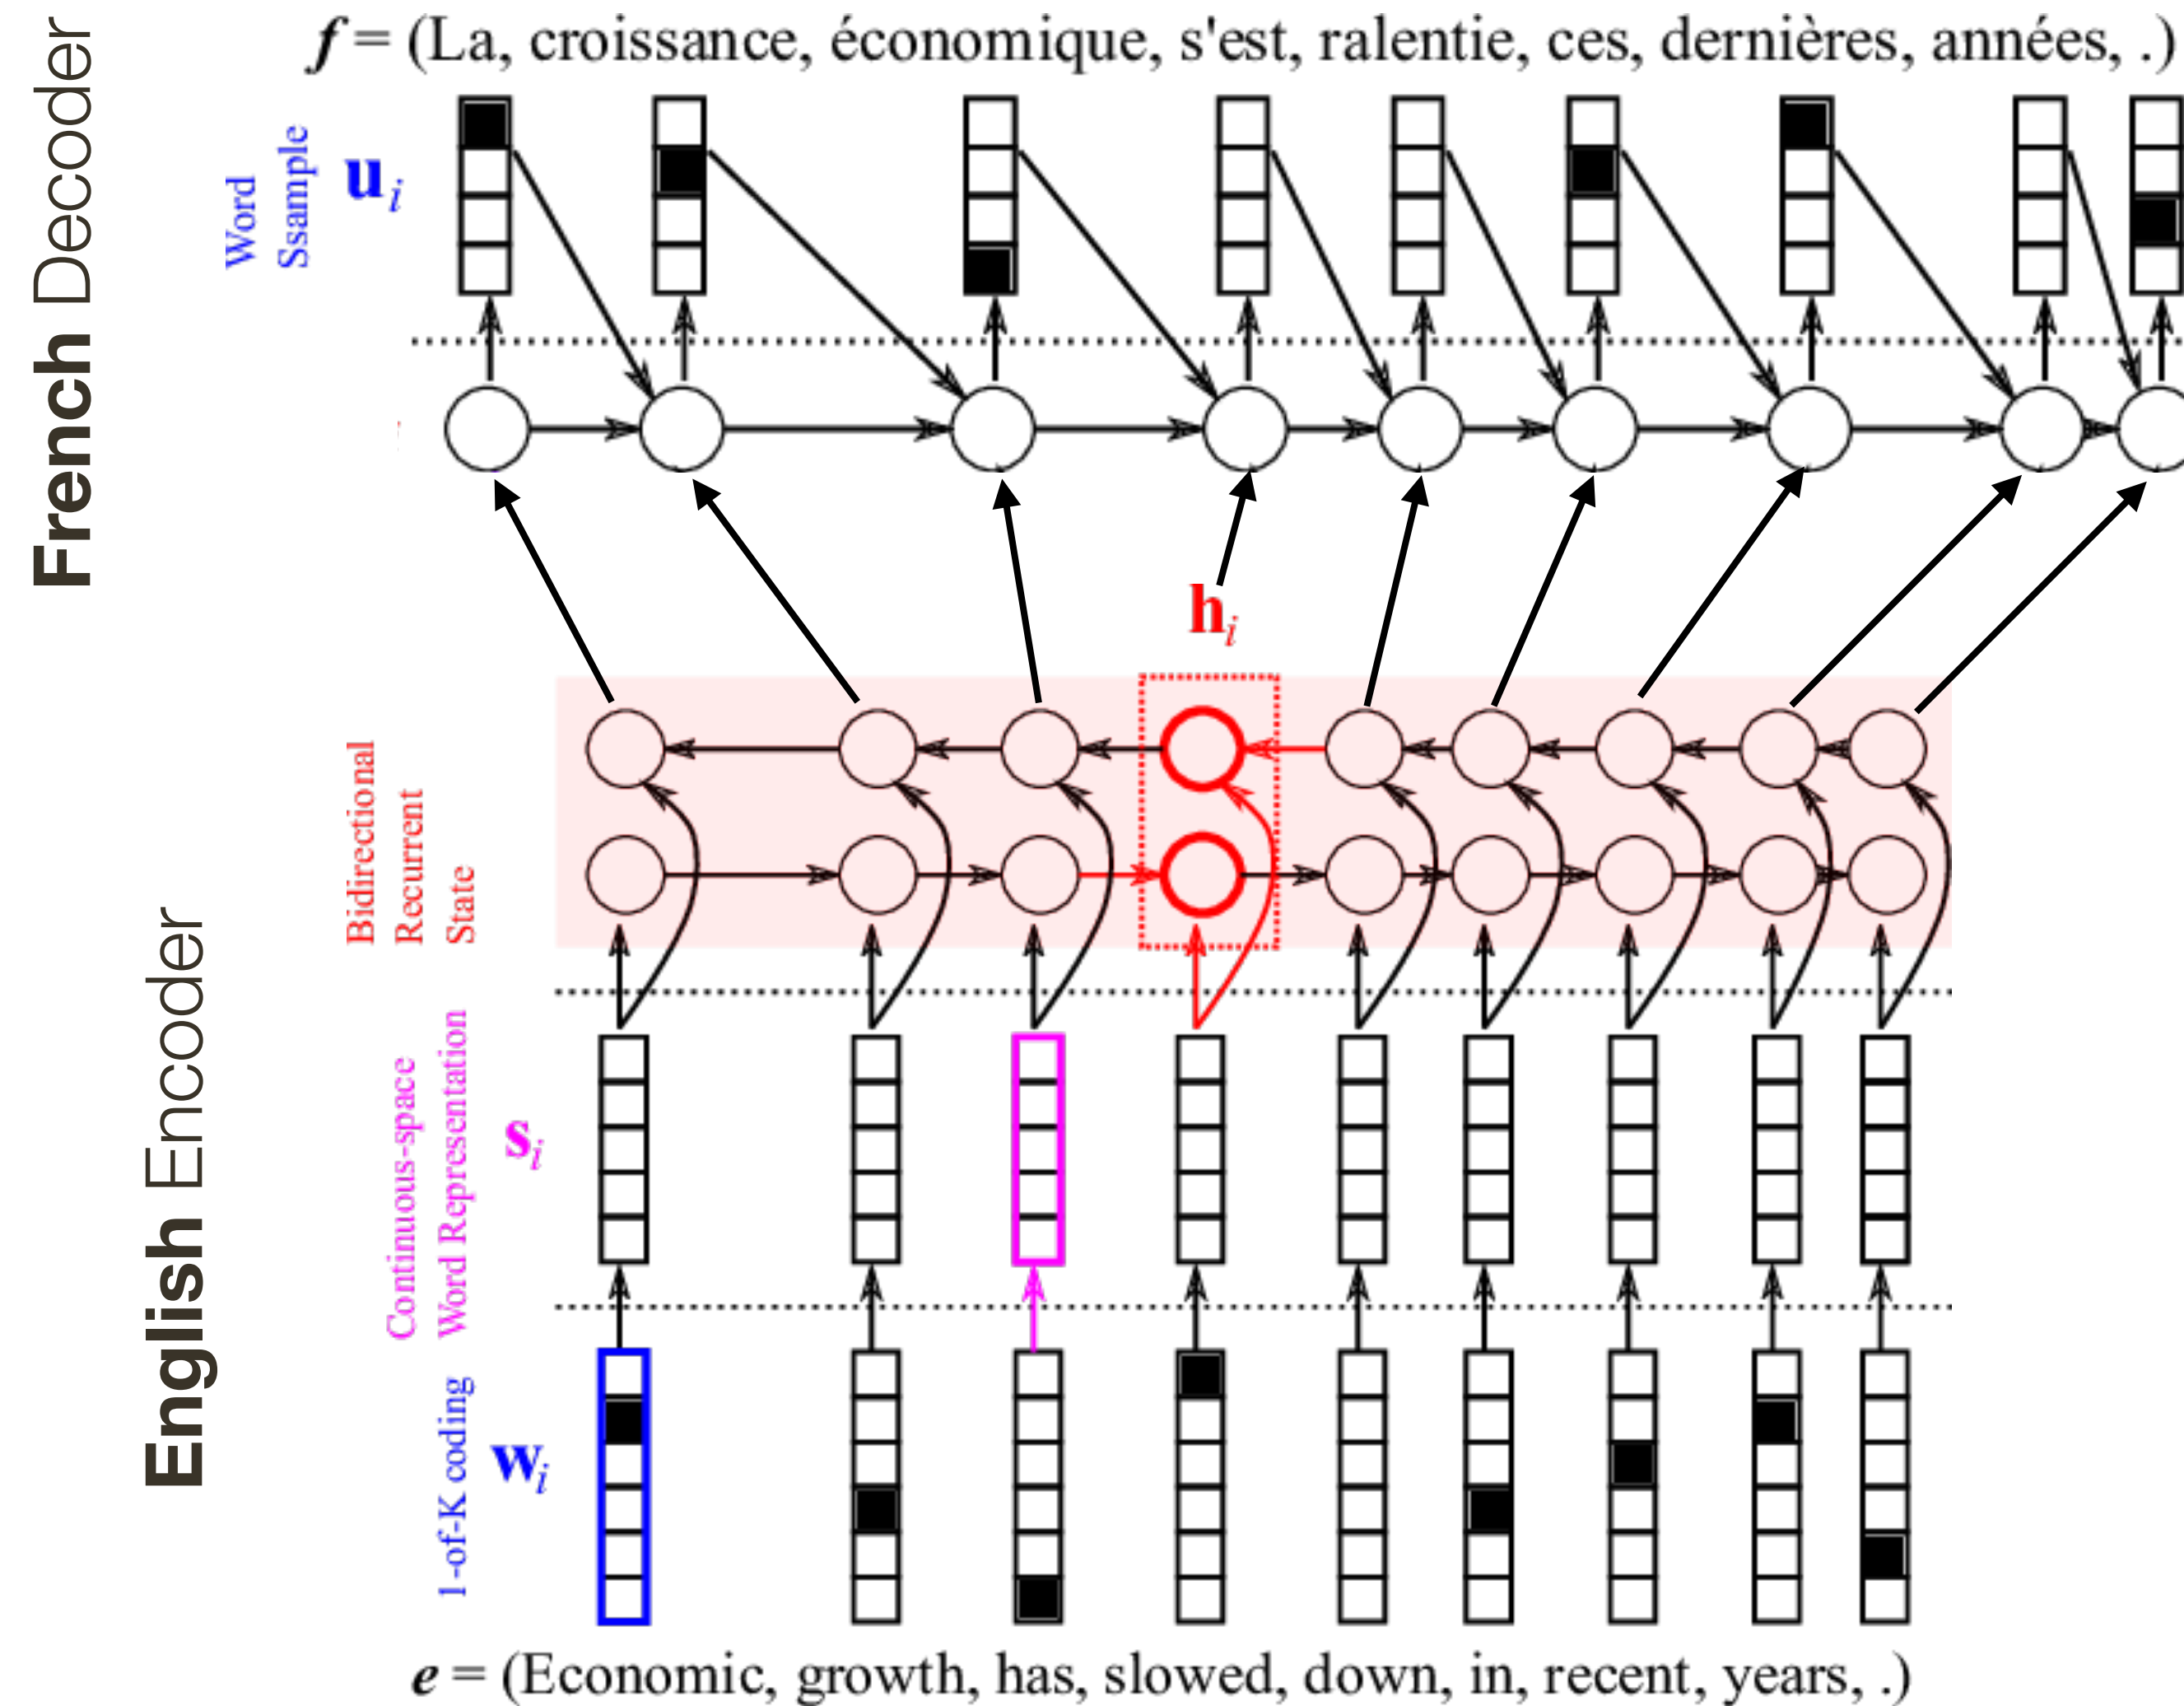 f = (La, croissance, économique, s'est, ralentie, ces, dernières, années, .)
French Decoder
Word
Ssample
u_i
h_i
Bidirectional
Recurrent
State
English Encoder
Continuous-space
Word Representation
s_i
1-of-K coding
w_i
e = (Economic, growth, has, slowed, down, in, recent, years, .)